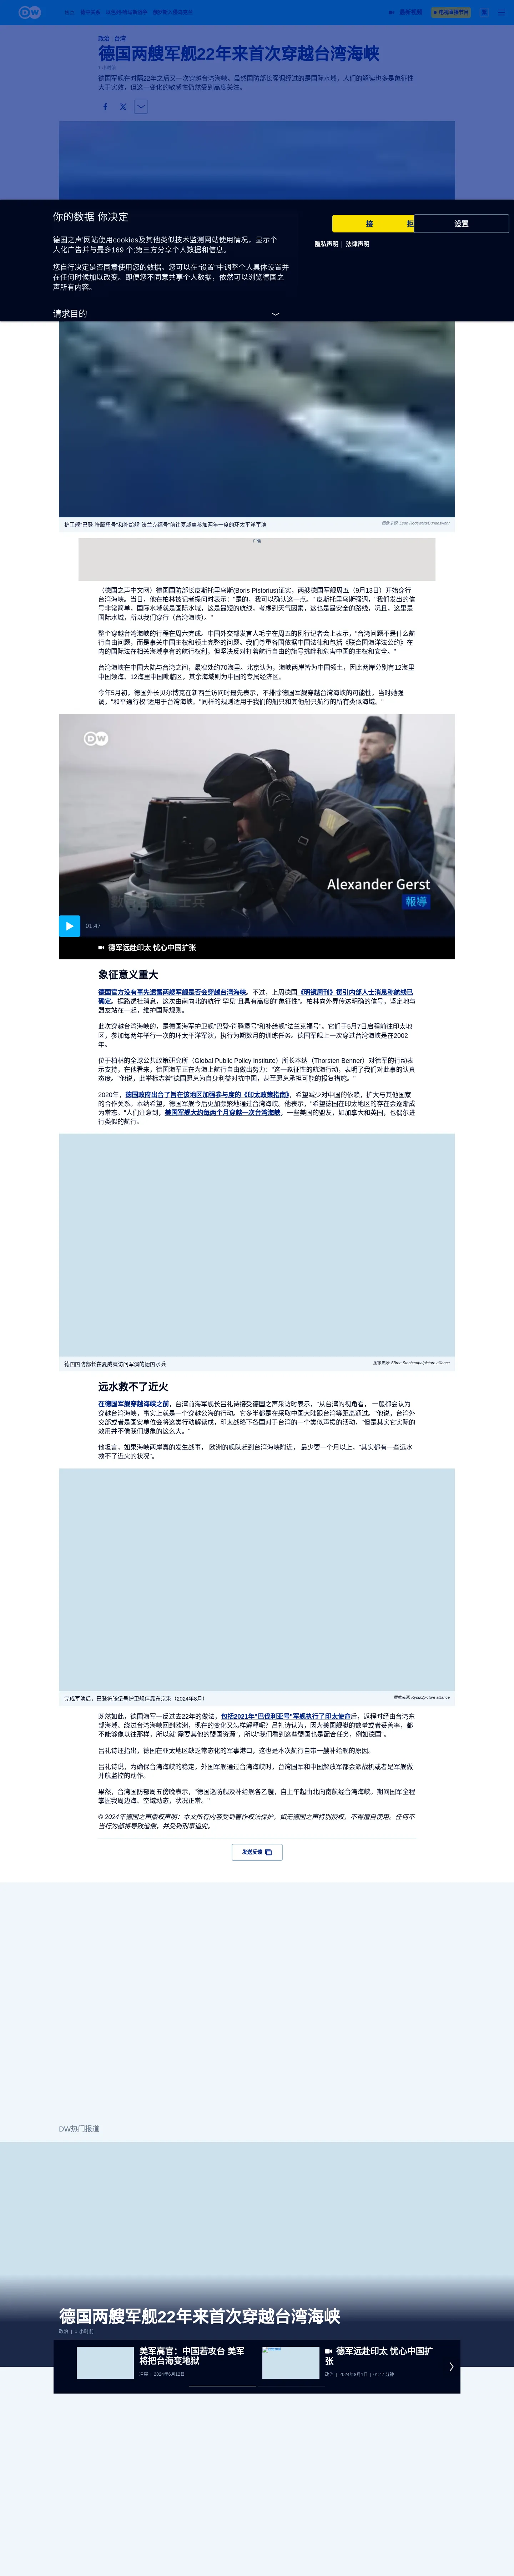 政治 | 台湾
德国两艘军舰22年来首次穿越台湾海峡
1 小时前
德国军舰在时隔22年之后又一次穿越台湾海峡。虽然国防部长强调经过的是国际水域，人们的解读也多是象征性
大于实效，但这一变化的敏感性仍然受到高度关注。
你的数据 你决定
德国之声'网站使用cookies及其他类似技术监测网站使用情况，显示个
人化广告并与最多169 个;第三方分享个人数据和信息。
您自行决定是否同意使用您的数据。您可以在"设置"中调整个人具体设置并
在任何时候加以改变。即使您不同意共享个人数据，依然可以浏览德国之
声所有内容。
请求目的
接
拒
设置
隐私声明 | 法律声明
护卫舰"巴登-符腾堡号"和补给舰"法兰克福号"前往夏威夷参加两年一度的环太平洋军演
广告
（德国之声中文网）德国国防部长皮斯托里乌斯(Boris Pistorius)证实，两艘德国军舰周五（9月13日）开始穿行
台湾海峡。当日，他在柏林被记者提问时表示："是的，我可以确认这一点。" 皮斯托里乌斯强调，"我们发出的信
号非常简单，国际水域就是国际水域，这是最短的航线，考虑到天气因素，这也是最安全的路线，况且，这里是
国际水域，所以我们穿行（台湾海峡）。"
整个穿越台湾海峡的行程在周六完成。中国外交部发言人毛宁在周五的例行记者会上表示，"台湾问题不是什么航
行自由问题，而是事关中国主权和领土完整的问题。我们尊重各国依据中国法律和包括《联合国海洋法公约》在
内的国际法在相关海域享有的航行权利，但坚决反对打着航行自由的旗号挑衅和危害中国的主权和安全。"
台湾海峡在中国大陆与台湾之间，最窄处约70海里。北京认为，海峡两岸皆为中国领土，因此两岸分别有12海里
中国领海、12海里中国毗临区，其余海域则为中国的专属经济区。
今年5月初，德国外长贝尔博克在新西兰访问时最先表示，不排除德国军舰穿越台湾海峡的可能性。当时她强
调，"和平通行权"适用于台湾海峡。"同样的规则适用于我们的船只和其他船只航行的所有类似海域。"
DW
Alexander Gerst
報導
01:47
德军远赴印太 忧心中国扩张
象征意义重大
德国官方没有事先透露两艘军舰是否会穿越台湾海峡。不过，上周德国《明镜周刊》援引内部人士消息称航线已
确定。据路透社消息，这次由南向北的航行"罕见"且具有高度的"象征性"。柏林向外界传达明确的信号，坚定地与
盟友站在一起，维护国际规则。
此次穿越台湾海峡的，是德国海军护卫舰"巴登-符腾堡号"和补给舰"法兰克福号"。它们于5月7日启程前往印太地
区，参加每两年举行一次的环太平洋军演，执行为期数月的训练任务。德国军舰上一次穿过台湾海峡是在2002
年。
位于柏林的全球公共政策研究所（Global Public Policy Institute）所长本纳（Thorsten Benner）对德军的行动表
示支持，在他看来，德国海军正在为海上航行自由做出努力："这一象征性的航海行动，表明了我们对此事的认真
态度。"他说，此举标志着"德国愿意为自身利益对抗中国，甚至愿意承担可能的报复措施。"
2020年，德国政府出台了旨在该地区加强参与度的《印太政策指南》，希望减少对中国的依赖，扩大与其他国家
的合作关系。本纳希望，德国军舰今后更加频繁地通过台湾海峡。他表示，"希望德国在印太地区的存在会逐渐成
为常态。"人们注意到，美国军舰大约每两个月穿越一次台湾海峡，一些美国的盟友，如加拿大和英国，也偶尔进
行类似的航行。
德国国防部长在夏威夷访问军演的德国水兵
图像来源: Sören Stache/dpa/picture alliance
远水救不了近火
在德国军舰穿越海峡之前，台湾前海军舰长吕礼诗接受德国之声采访时表示，"从台湾的视角看， 一般都会认为
穿越台湾海峡，事实上就是一个穿越公海的行动。它多半都是在采取中国大陆跟台湾等距离通过。"他说，台湾外
交部或者是国安单位会将这类行动解读成，印太战略下各国对于台湾的一个类似声援的活动，"但是其实它实际的
效用并不像我们想象的这么大。"
他坦言，如果海峡两岸真的发生战事， 欧洲的舰队赶到台湾海峡附近， 最少要一个月以上，"其实都有一些远水
救不了近火的状况"。
完成军演后，巴登符腾堡号护卫舰停靠东京港（2024年8月）
图像来源: Kyodo/picture alliance
既然如此，德国海军一反过去22年的做法，包括2021年"巴伐利亚号"军舰执行了印太使命后，返程时经由台湾东
部海域、绕过台湾海峡回到欧洲，现在的变化又怎样解释呢？吕礼诗认为，因为美国舰艇的数量或者妥善率，都
不能够像以往那样，所以就"需要其他的盟国资源"，所以"我们看到这些盟国也是配合任务，例如德国"。
吕礼诗还指出，德国在亚太地区缺乏常态化的军事港口，这也是本次航行自带一艘补给舰的原因。
吕礼诗说，为确保台湾海峡的稳定，外国军舰通过台湾海峡时，台湾国军和中国解放军都会派战机或者是军舰做
并航监控的动作。
果然，台湾国防部周五傍晚表示，"德国巡防舰及补给舰各乙艘，自上午起由北向南航经台湾海峡。期间国军全程
掌握我周边海、空域动态，状况正常。"
© 2024年德国之声版权声明：本文所有内容受到著作权法保护，如无德国之声特别授权，不得擅自使用。任何不
当行为都将导致追偿，并受到刑事追究。
发送反馈
DW热门报道
德国两艘军舰22年来首次穿越台湾海峡
政治 | 1 小时前
美军高官：中国若攻台 美军
将把台海变地狱
冲突 | 2024年6月12日
德军远赴印太 忧心中国扩
张
政治 | 2024年8月1日 | 01:47 分钟